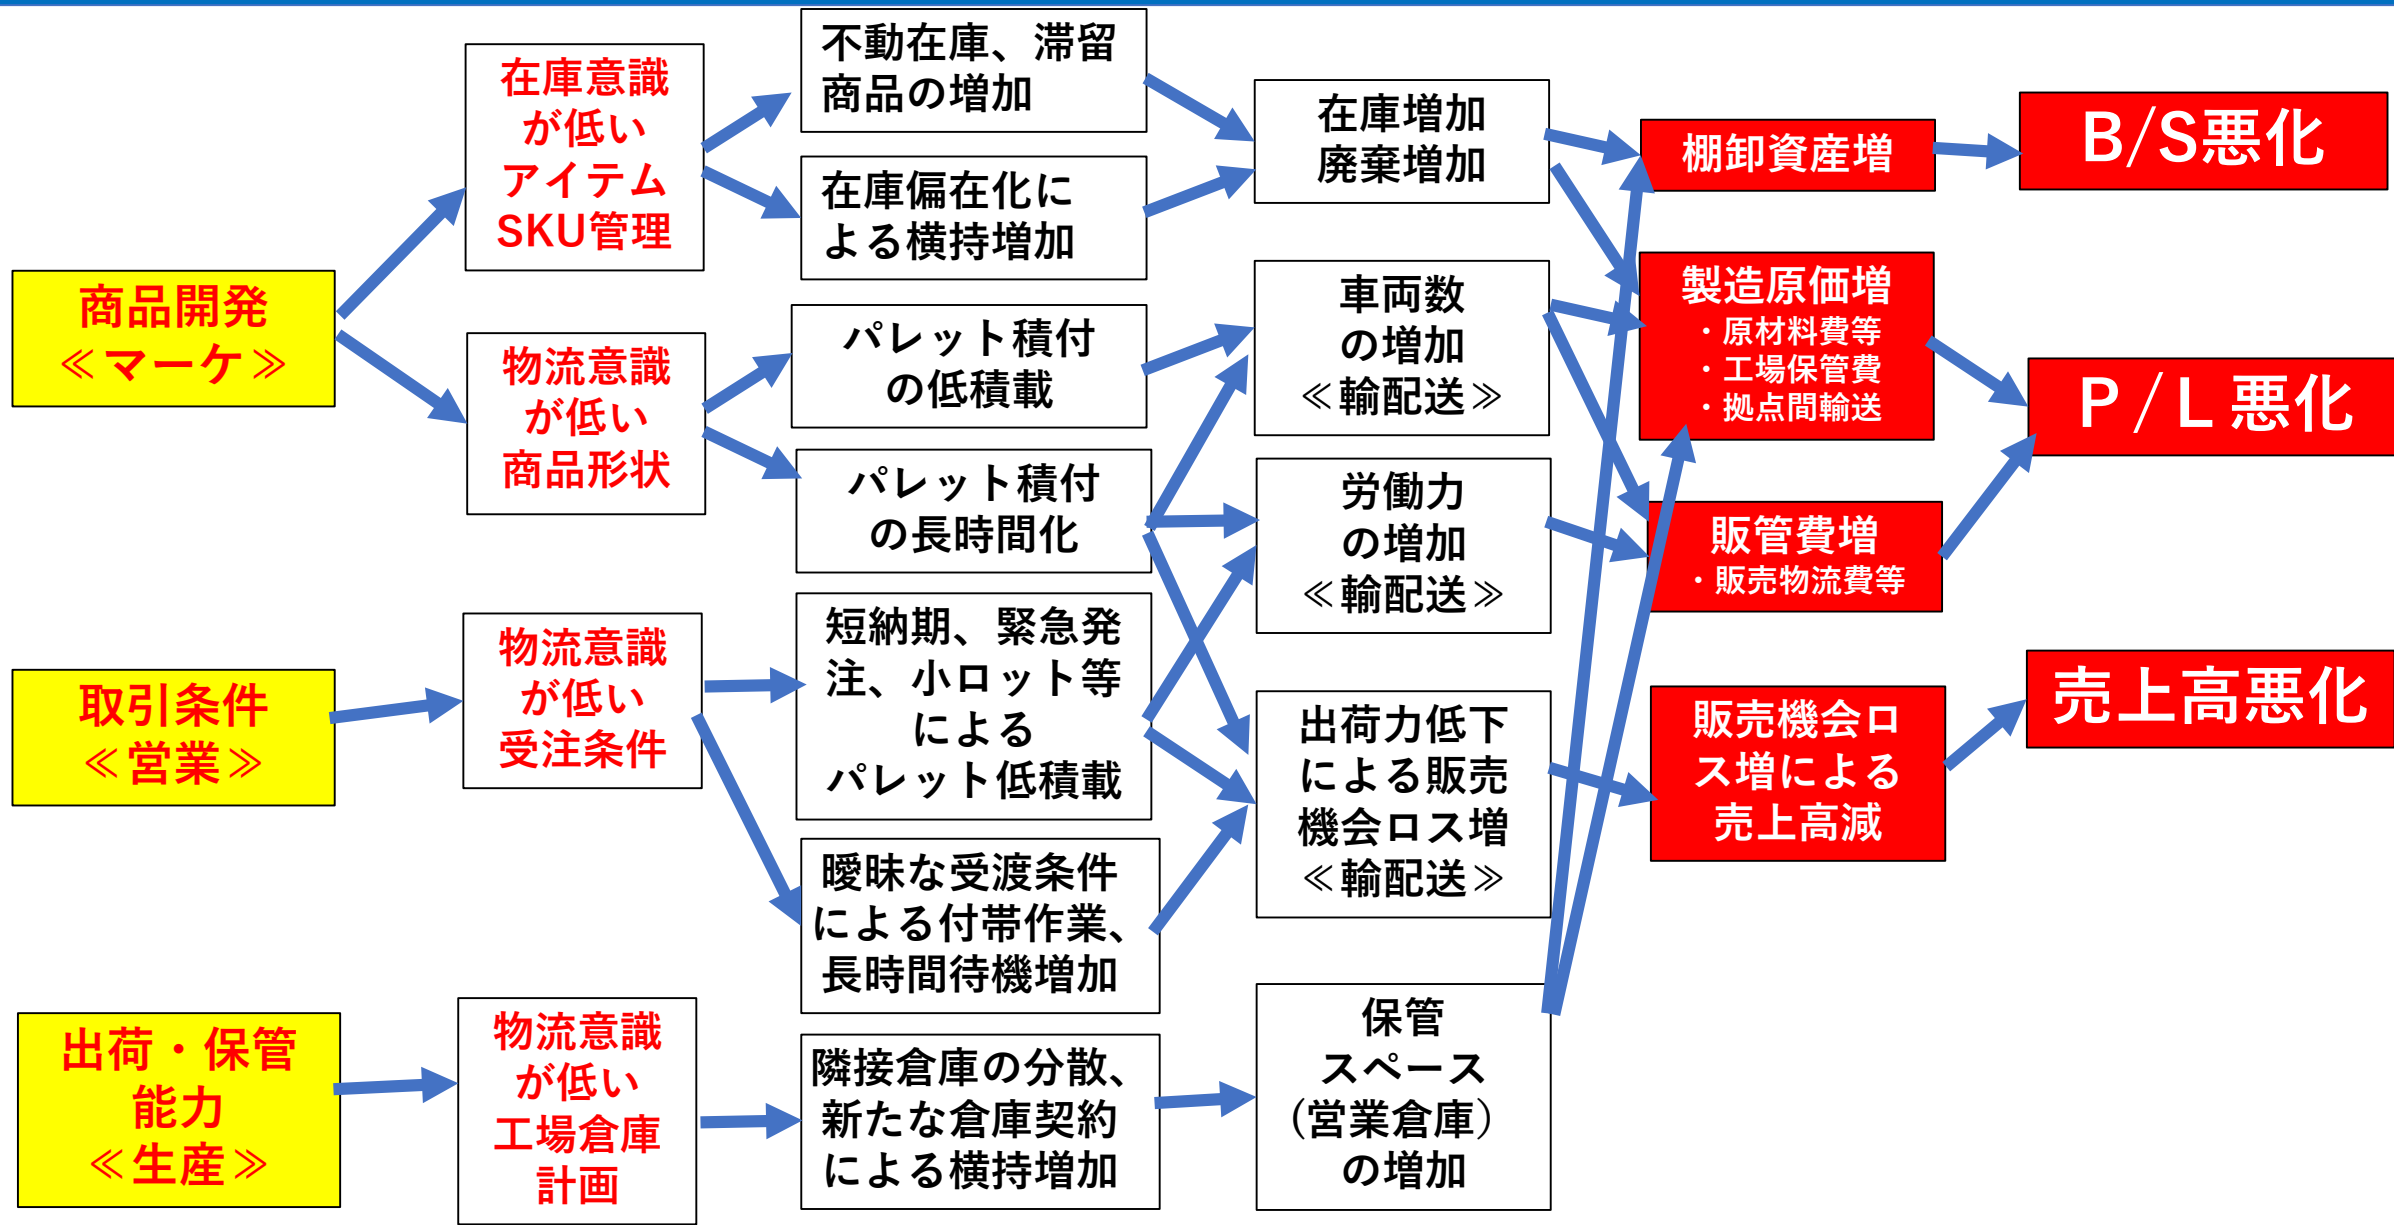 商品開発
≪マーケ≫
取引条件
≪営業≫
出荷・保管
能力
≪生産≫
在庫意識
が低い
アイテム
SKU管理
物流意識
が低い
商品形状
物流意識
が低い
受注条件
物流意識
が低い
工場倉庫
計画
不動在庫、滞留
商品の増加
在庫偏在化に
よる横持増加
パレット積付
の低積載
パレット積付
の長時間化
短納期、緊急発
注、小ロット等
による
パレット低積載
曖昧な受渡条件
による付帯作業、
長時間待機増加
隣接倉庫の分散、
新たな倉庫契約
による横持増加
在庫増加
廃棄増加
車両数
の増加
≪輸配送≫
労働力
の増加
≪輸配送≫
出荷力低下
による販売
機会ロス増
≪輸配送≫
保管
スペース
(営業倉庫)
の増加
棚卸資産増
製造原価増
・原材料費等
・工場保管費
・拠点間輸送
販管費増
・販売物流費等
販売機会ロ
ス増による
売上高減
B/S悪化
P/L悪化
売上高悪化